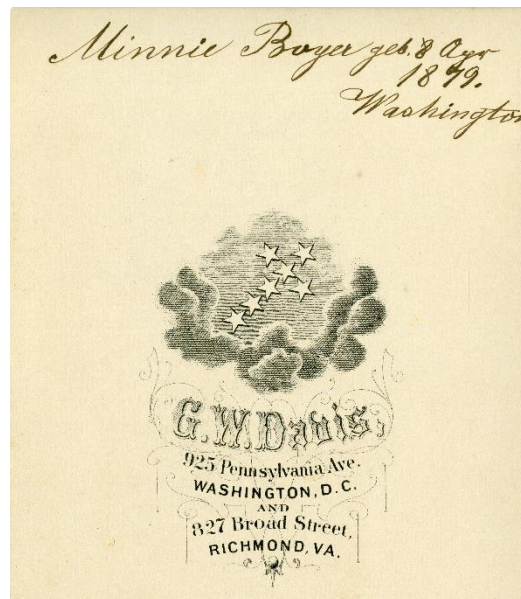 Minnie Boyer geb. 8 Apr
1879.
Washington
G. W. Davis,
925 Pennsylvania Ave.
WASHINGTON, D.C.
AND
827 Broad Street,
RICHMOND, VA.